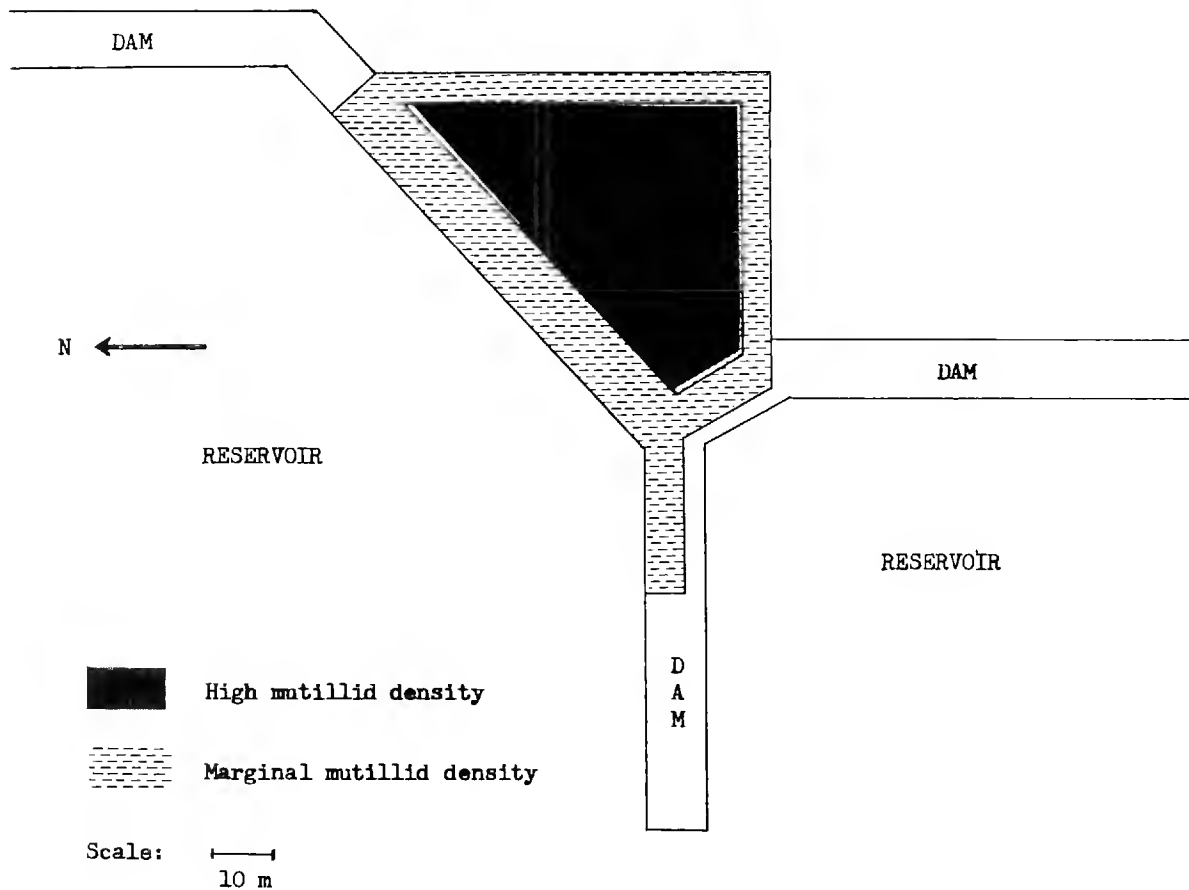 DAM
N
DAM
RESERVOIR
RESERVOIR
D
A
M
High mutillid density
Marginal mutillid density
Scale:
10 m